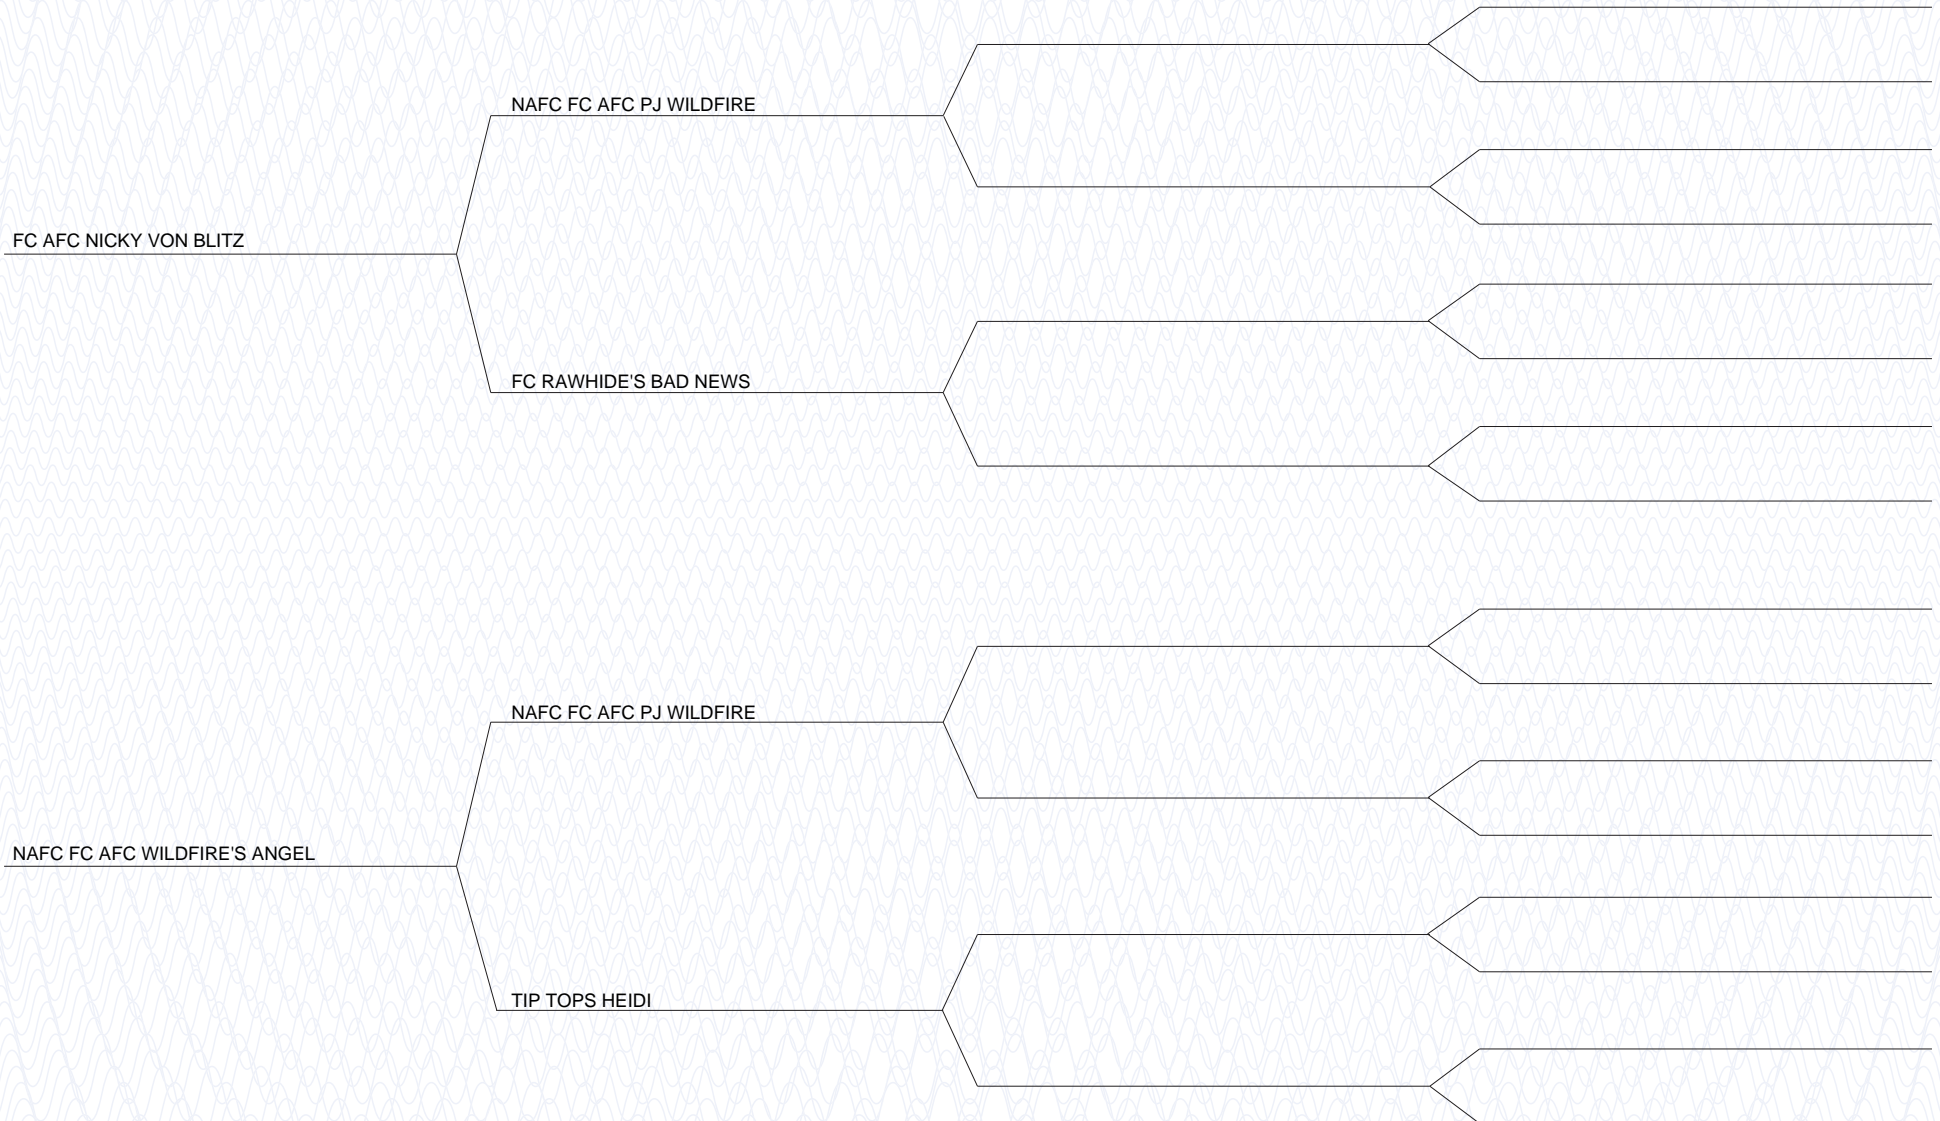 NAFC FC AFC PJ WILDFIRE
FC AFC NICKY VON BLITZ
FC RAWHIDE'S BAD NEWS
NAFC FC AFC PJ WILDFIRE
NAFC FC AFC WILDFIRE'S ANGEL
TIP TOPS HEIDI